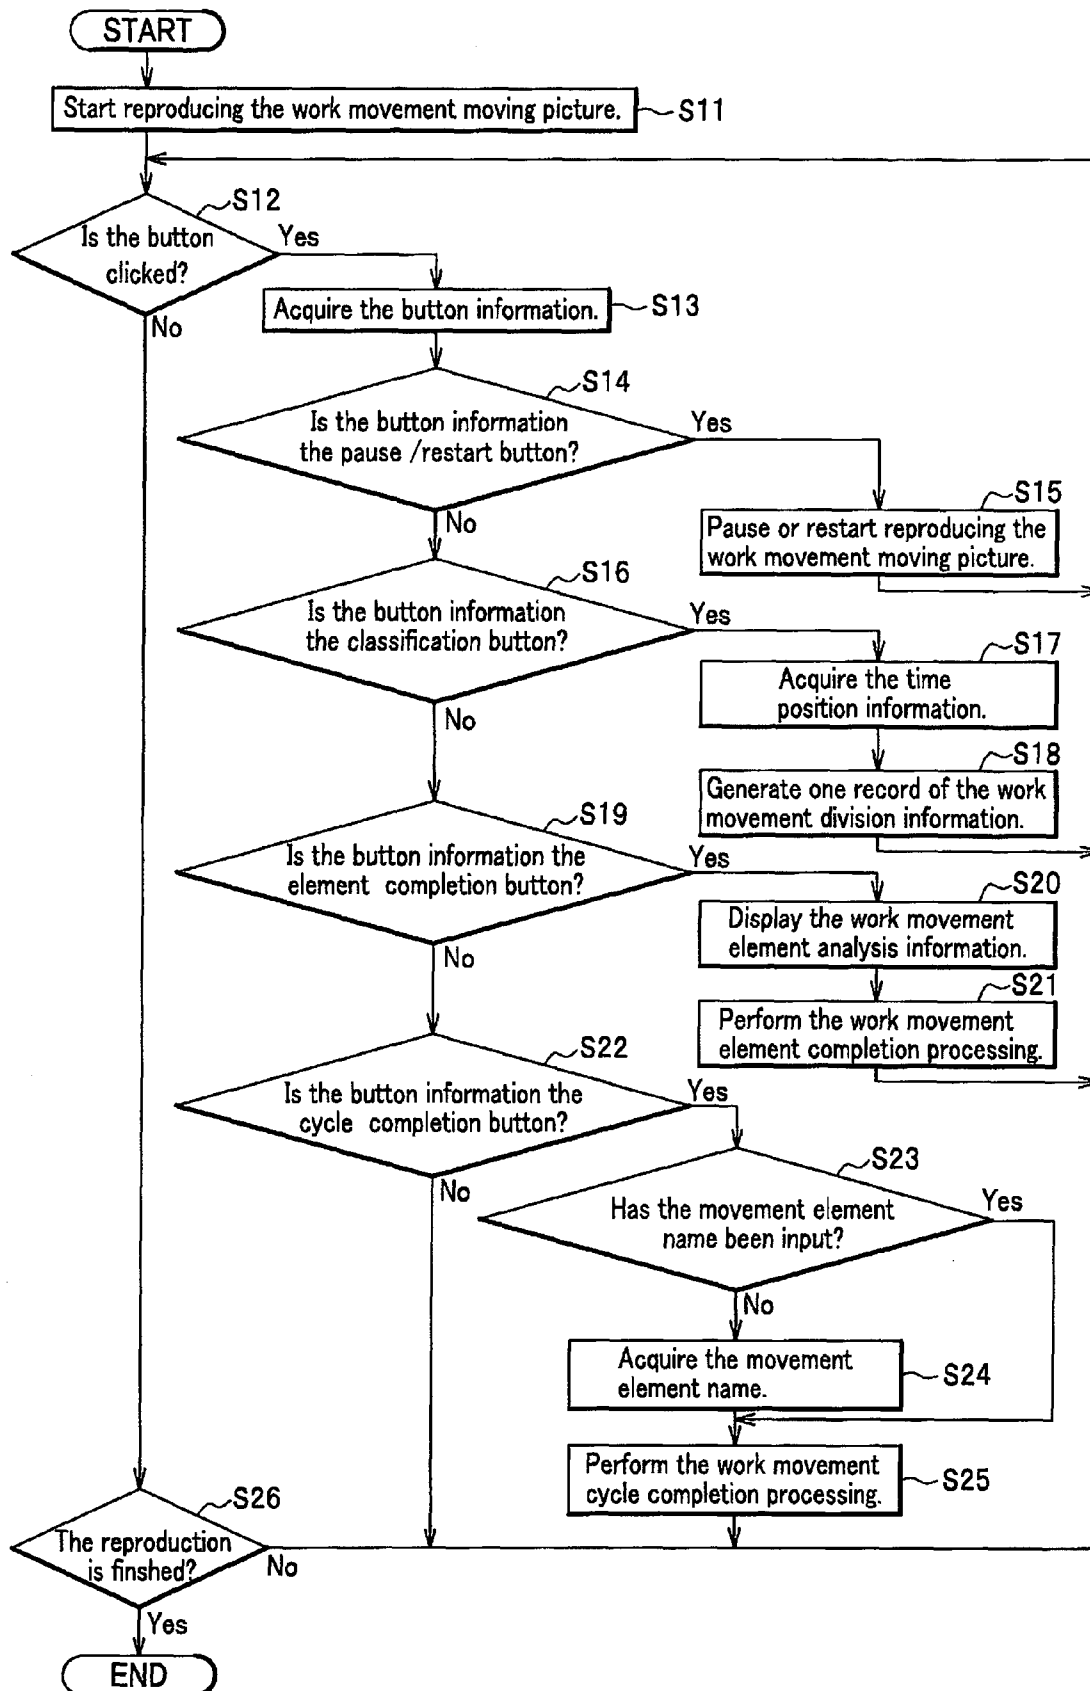 START
Start reproducing the work movement moving picture.
S11
S12
Is the button
clicked?
Yes
No
Acquire the button information.
S13
S14
Is the button information
the pause /restart button?
Yes
No
S15
Pause or restart reproducing the
work movement moving picture.
S16
Is the button information
the classification button?
Yes
No
S17
Acquire the time
position information.
S18
Generate one record of the work
movement division information.
S19
Is the button information the
element completion button?
Yes
No
S20
Display the work movement
element analysis information.
S21
Perform the work movement
element completion processing.
S22
Is the button information the
cycle completion button?
Yes
No
S23
Has the movement element
name been input?
Yes
No
Acquire the movement
element name.
S24
Perform the work movement
cycle completion processing.
S25
S26
The reproduction
is finshed?
No
Yes
END